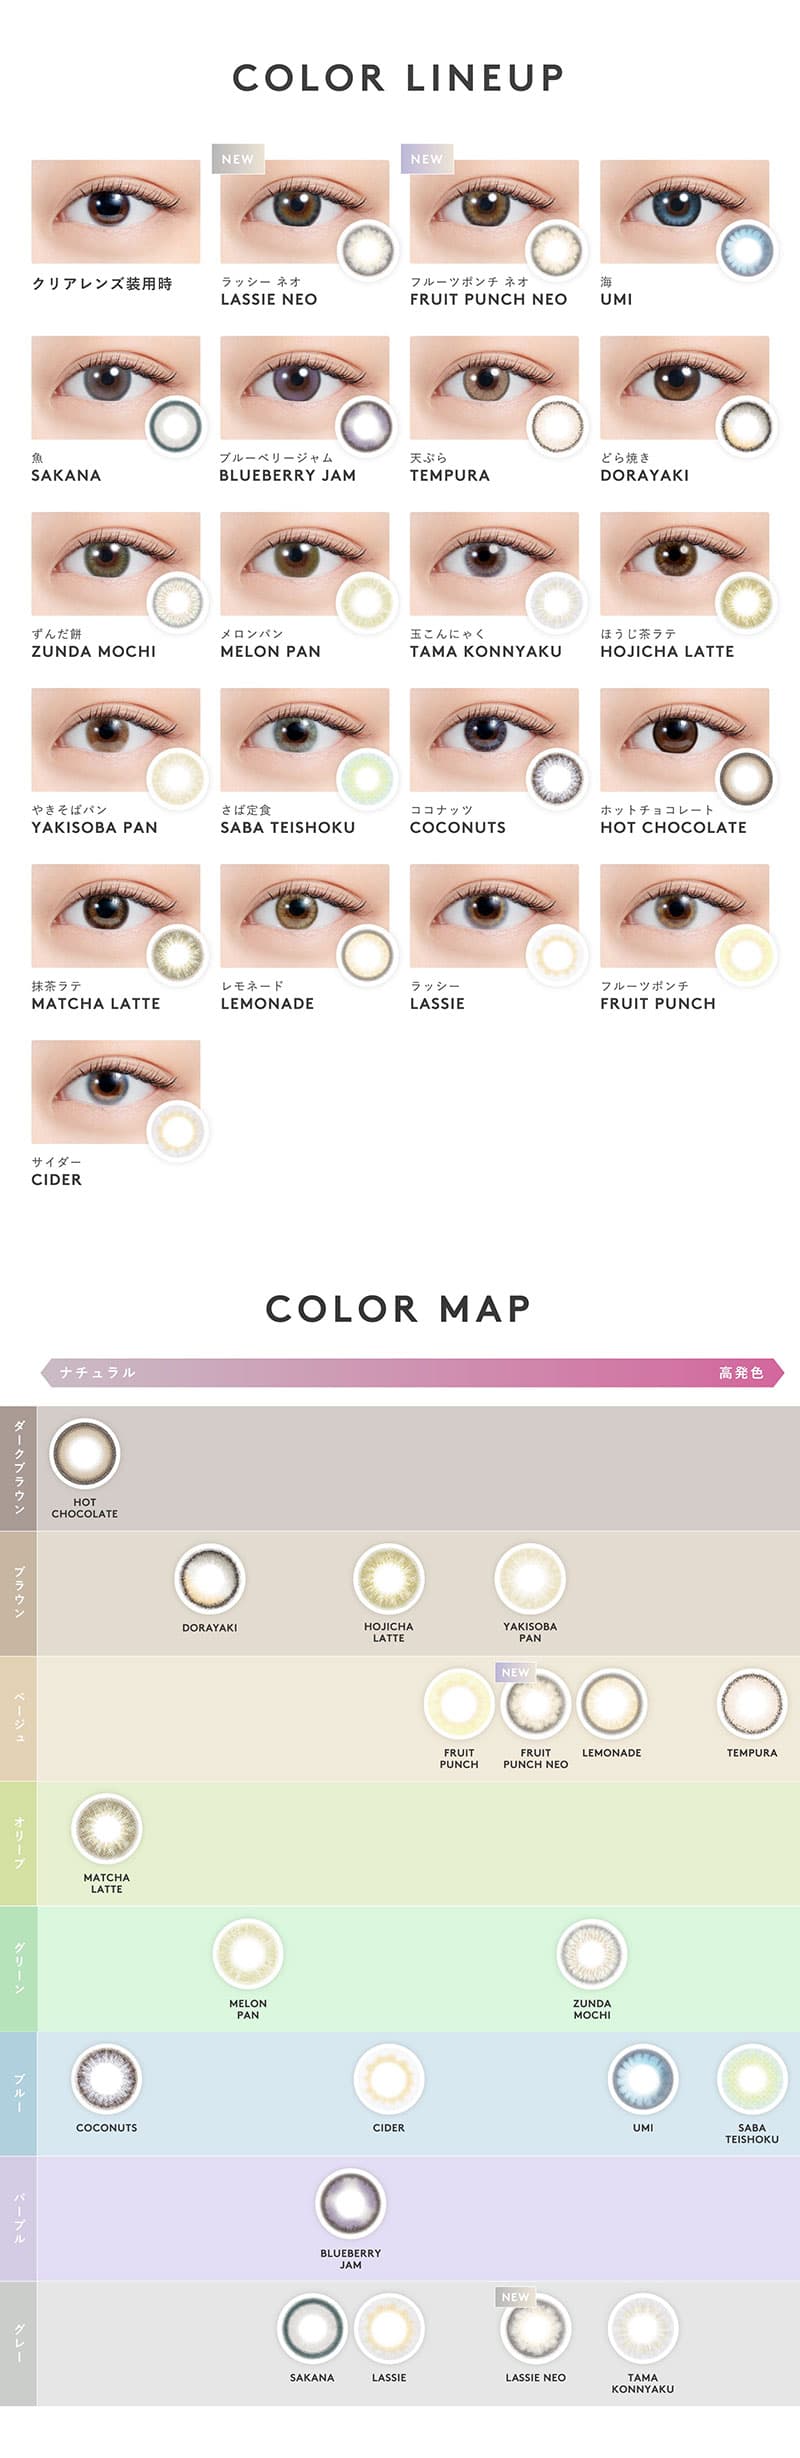 COLOR LINEUP
クリアレンズ装用時
NEW
ラッシー ネオ
LASSIE NEO
NEW
フルーツポンチ ネオ
FRUIT PUNCH NEO
海
UMI
魚
SAKANA
ブルーベリージャム
BLUEBERRY JAM
天ぷら
TEMPURA
どら焼き
DORAYAKI
ずんだ餅
ZUNDA MOCHI
メロンパン
MELON PAN
玉こんにゃく
TAMA KONNYAKU
ほうじ茶ラテ
HOJICHA LATTE
やきそばパン
YAKISOBA PAN
さば定食
SABA TEISHOKU
ココナッツ
COCONUTS
ホットチョコレート
HOT CHOCOLATE
抹茶ラテ
MATCHA LATTE
レモネード
LEMONADE
ラッシー
LASSIE
フルーツポンチ
FRUIT PUNCH
サイダー
CIDER
COLOR MAP
ナチュラル
高発色
ダークブラウン
HOT
CHOCOLATE
ブラウン
DORAYAKI
HOJICHA
LATTE
YAKISOBA
PAN
ベージュ
FRUIT
PUNCH
NEW
FRUIT
PUNCH NEO
LEMONADE
TEMPURA
オリーブ
MATCHA
LATTE
グリーン
MELON
PAN
ZUNDA
MOCHI
ブルー
COCONUTS
CIDER
UMI
SABA
TEISHOKU
パープル
BLUEBERRY
JAM
グレー
SAKANA
LASSIE
NEW
LASSIE NEO
TAMA
KONNYAKU